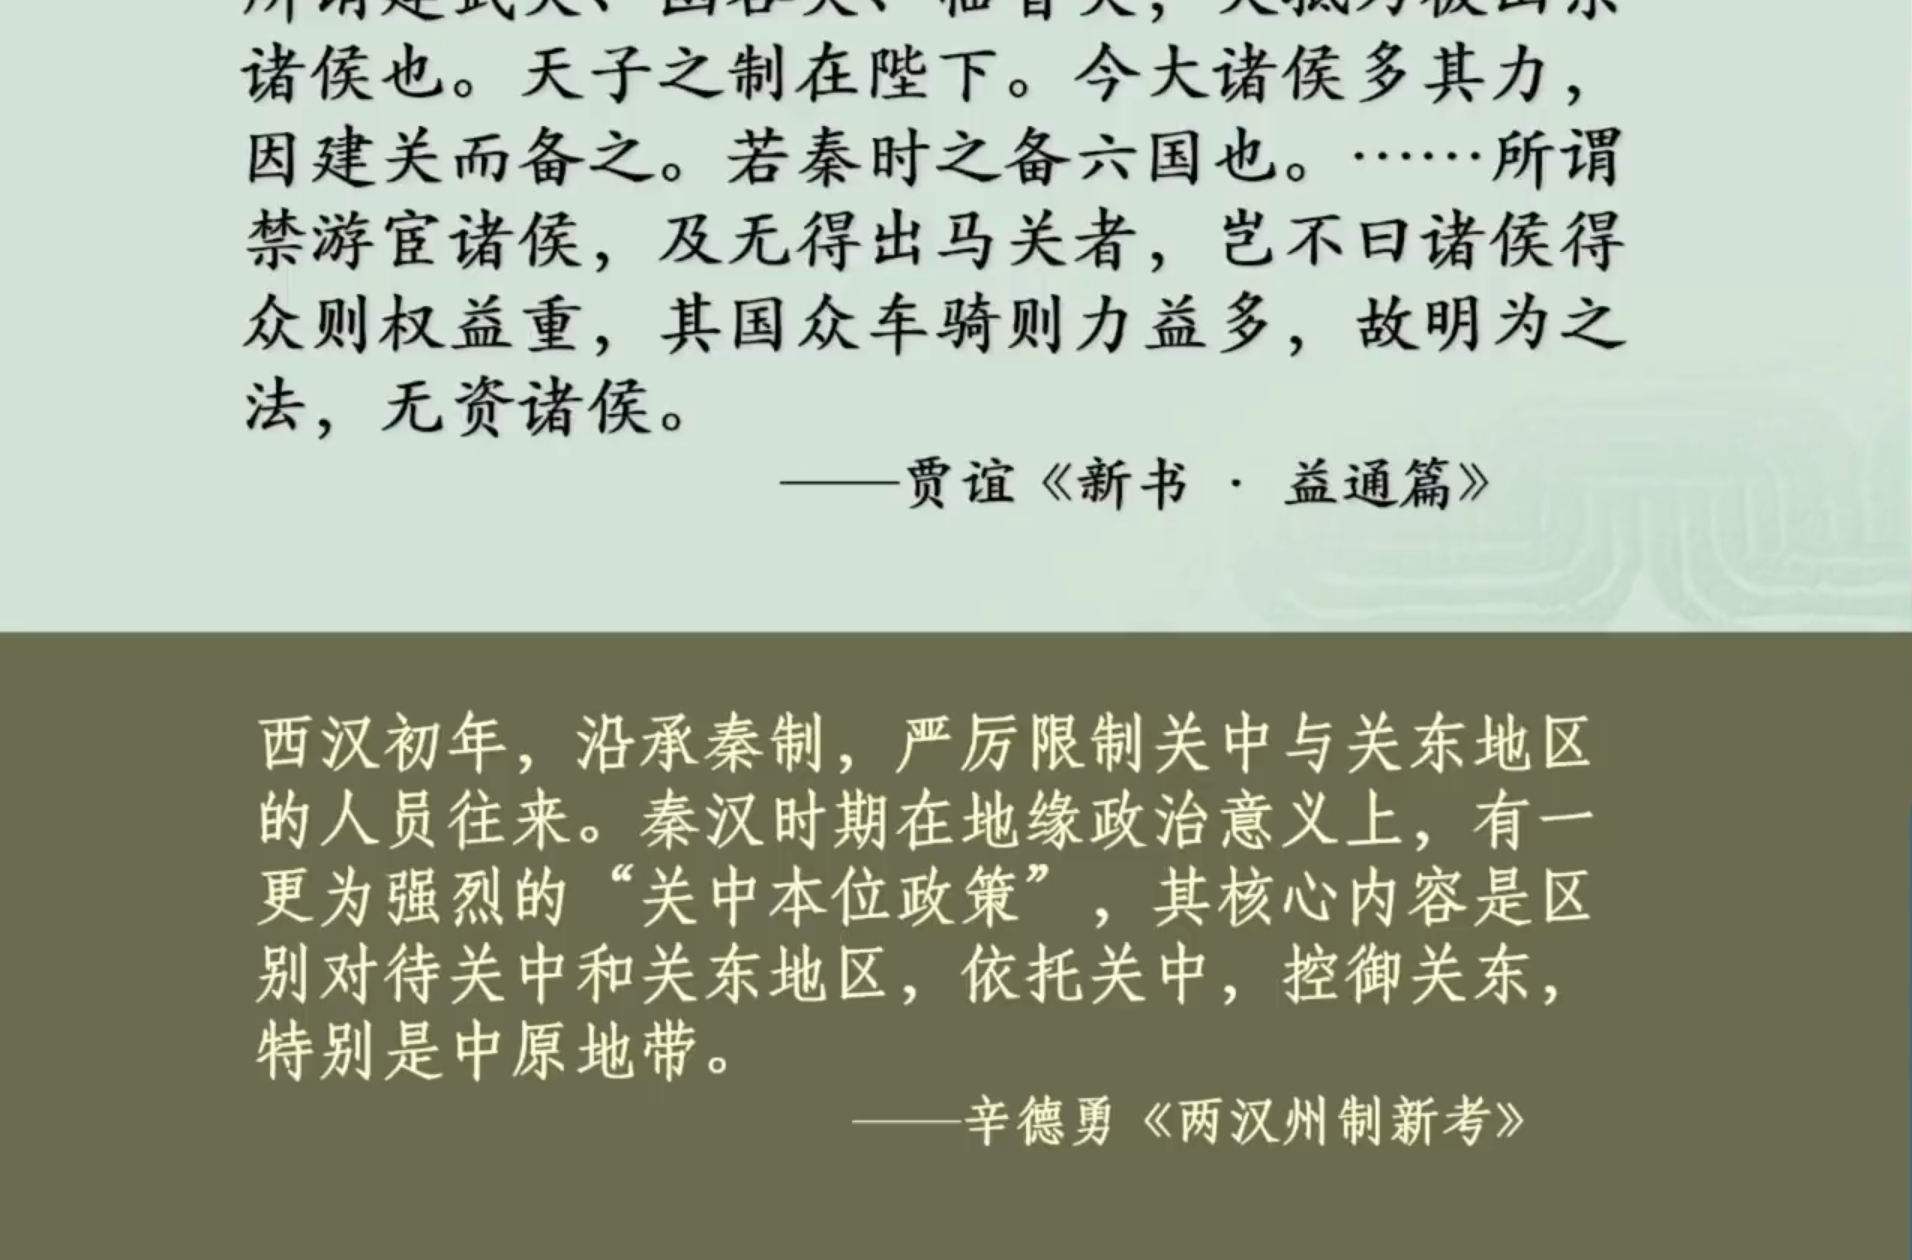 诸侯也。天子之制在陛下。今大诸侯多其力，
因建关而备之。若秦时之备六国也。……所谓
禁游宦诸侯，及无得出马关者，岂不曰诸侯得
众则权益重，其国众车骑则力益多，故明为之
法，无资诸侯。
——贾谊《新书 · 益通篇》
西汉初年，沿承秦制，严厉限制关中与关东地区
的人员往来。秦汉时期在地缘政治意义上，有一
更为强烈的“关中本位政策”，其核心内容是区
别对待关中和关东地区，依托关中，控御关东，
特别是中原地带。
——辛德勇《两汉州制新考》